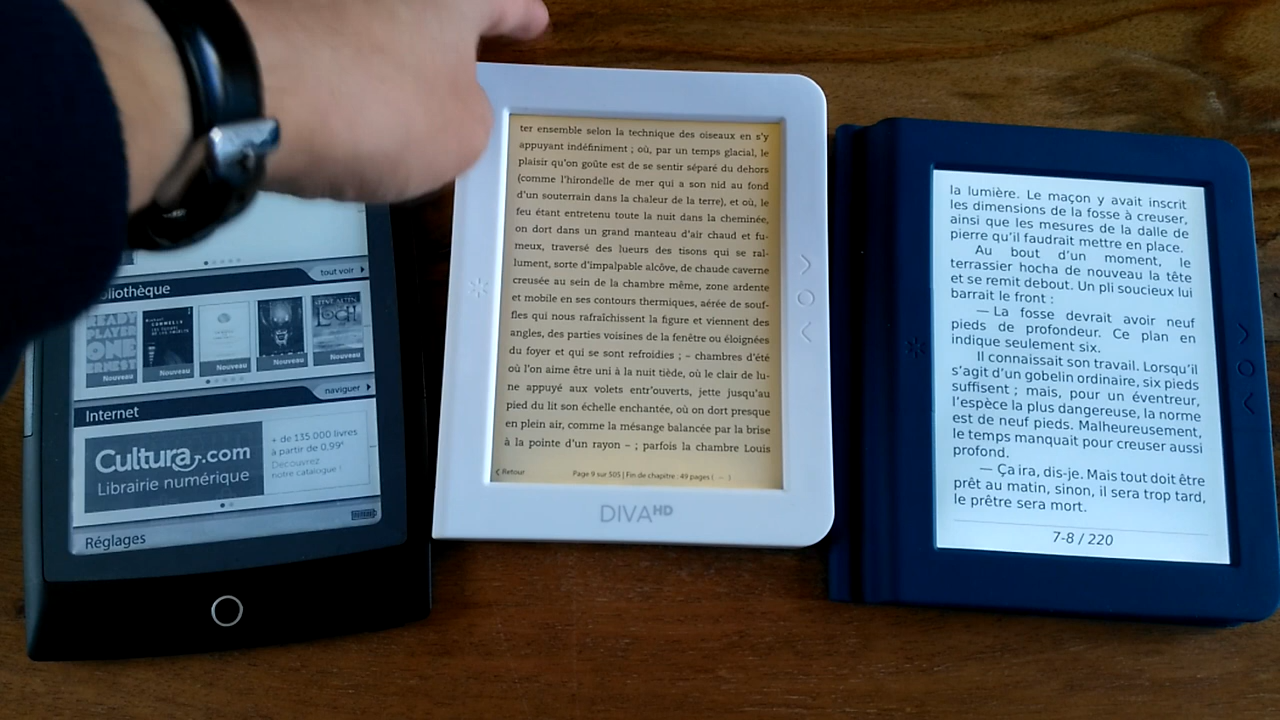 tout voir
bliothèque
READY
PLAYER
ONE
ERNEST
Nouveau
Nouveau
Nouveau
Nouveau
Nouveau
naviguer
Internet
Cultura.com
Librairie numérique
+ de 135.000 livres
à partir de 0,99€
Découvrez
notre catalogue !
Réglages
ter ensemble selon la technique des oiseaux en s'y
appuyant indéfiniment ; où, par un temps glacial, le
plaisir qu'on goûte est de se sentir séparé du dehors
(comme l'hirondelle de mer qui a son nid au fond
d'un souterrain dans la chaleur de la terre), et où, le
feu étant entretenu toute la nuit dans la cheminée,
on dort dans un grand manteau d'air chaud et fu-
meux, traversé des lueurs des tisons qui se ral-
lument, sorte d'impalpable alcôve, de chaude caverne
creusée au sein de la chambre même, zone ardente
et mobile en ses contours thermiques, aérée de souf-
fles qui nous rafraîchissent la figure et viennent des
angles, des parties voisines de la fenêtre ou éloignées
du foyer et qui se sont refroidies ; – chambres d'été
où l'on aime être uni à la nuit tiède, où le clair de lu-
ne appuyé aux volets entr'ouverts, jette jusqu'au
pied du lit son échelle enchantée, où on dort presque
en plein air, comme la mésange balancée par la brise
à la pointe d'un rayon – ; parfois la chambre Louis
Retour
Page 9 sur 505 | Fin de chapitre : 49 pages
DIVA HD
la lumière. Le maçon y avait inscrit
les dimensions de la fosse à creuser,
ainsi que les mesures de la dalle de
pierre qu'il faudrait mettre en place.
Au bout d'un moment, le
terrassier hocha de nouveau la tête
et se remit debout. Un pli soucieux lui
barrait le front :
— La fosse devrait avoir neuf
pieds de profondeur. Ce plan en
indique seulement six.
Il connaissait son travail. Lorsqu'il
s'agit d'un gobelin ordinaire, six pieds
suffisent ; mais, pour un éventreur,
l'espèce la plus dangereuse, la norme
est de neuf pieds. Malheureusement,
le temps manquait pour creuser aussi
profond.
— Ça ira, dis-je. Mais tout doit être
prêt au matin, sinon, il sera trop tard,
le prêtre sera mort.
7-8 / 220